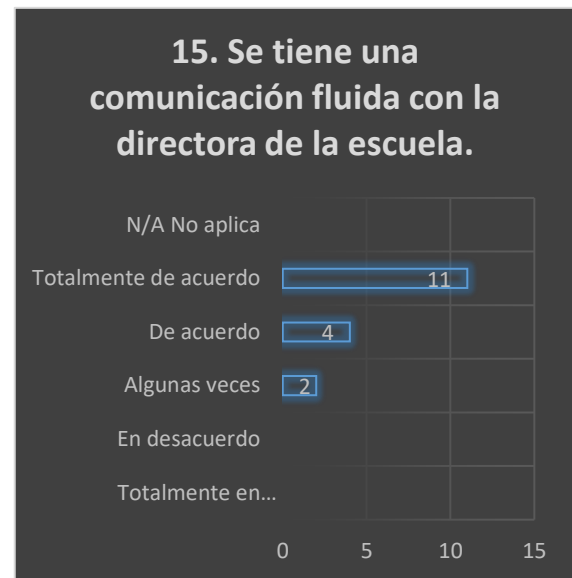 15. Se tiene una
comunicación fluida con la
directora de la escuela.
N/A No aplica
Totalmente de acuerdo
11
De acuerdo
4
Algunas veces
2
En desacuerdo
Totalmente en…
0 5 10 15